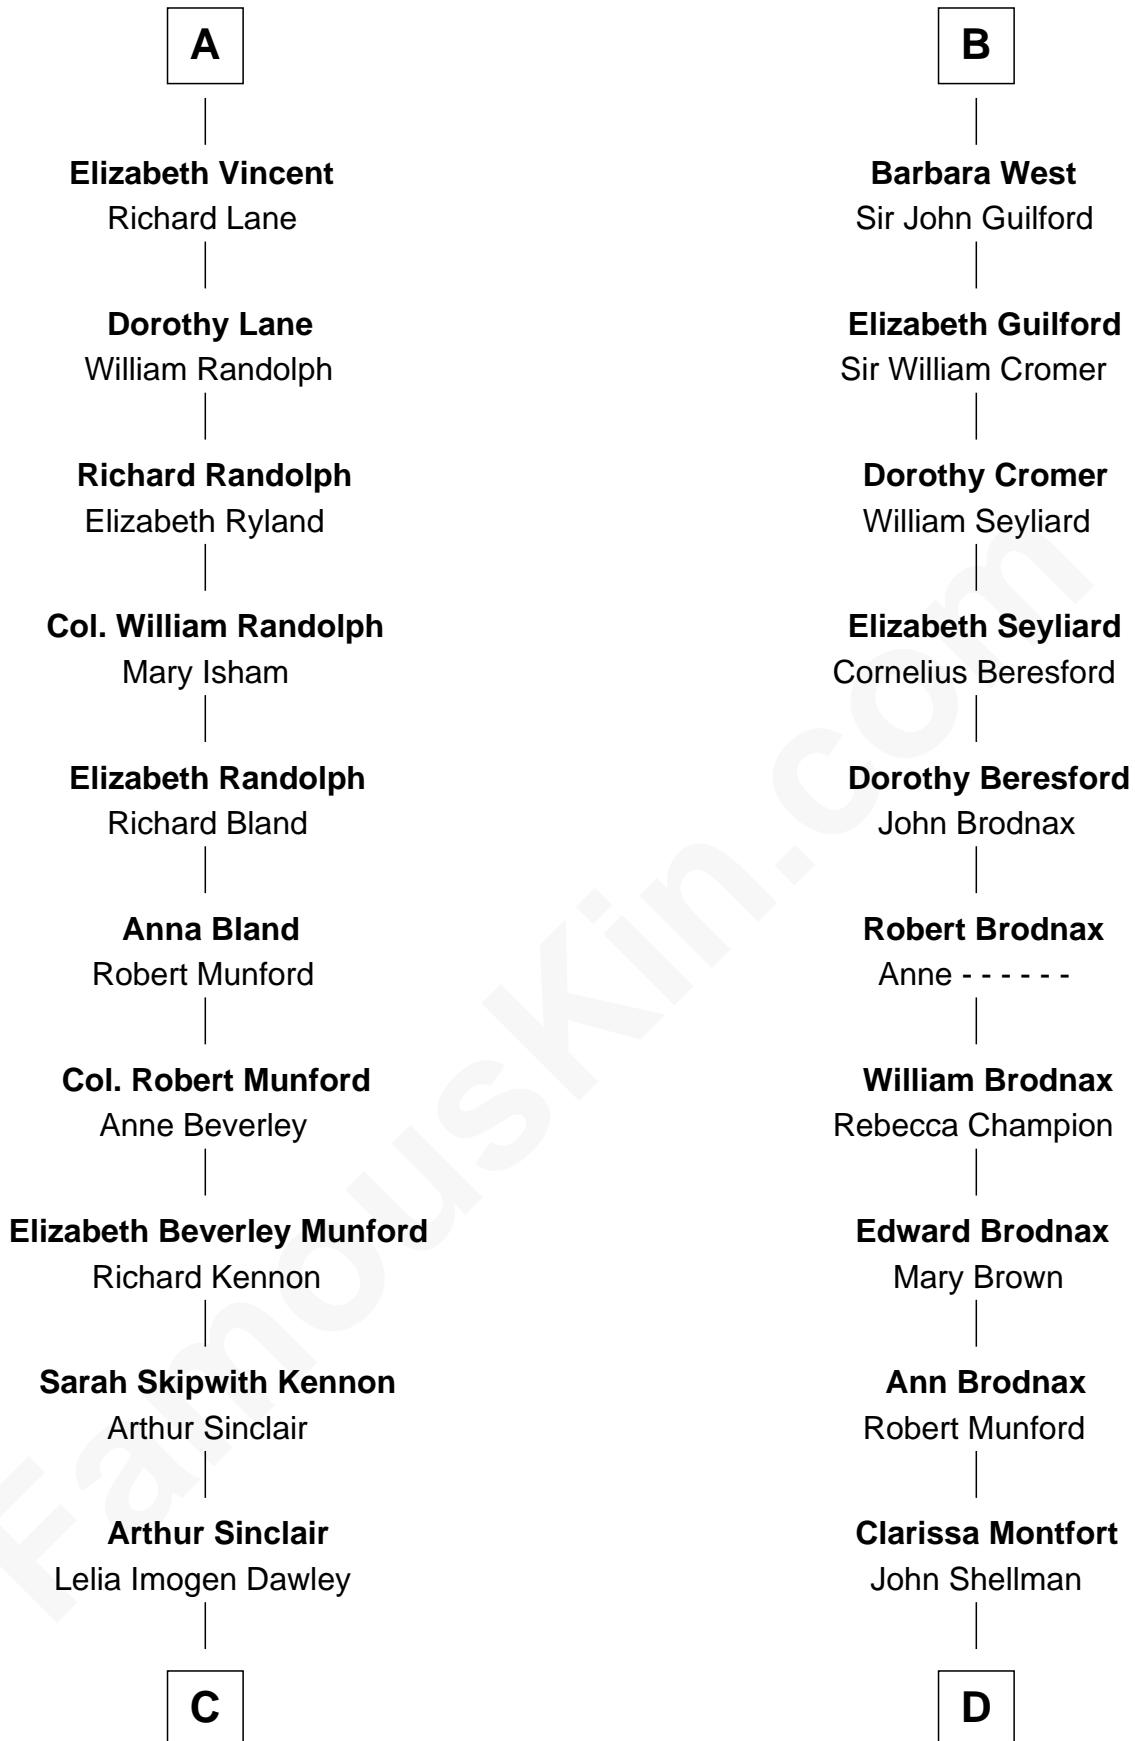 A
Elizabeth Vincent
Richard Lane
Dorothy Lane
William Randolph
Richard Randolph
Elizabeth Ryland
Col. William Randolph
Mary Isham
Elizabeth Randolph
Richard Bland
Anna Bland
Robert Munford
Col. Robert Munford
Anne Beverley
Elizabeth Beverley Munford
Richard Kennon
Sarah Skipwith Kennon
Arthur Sinclair
Arthur Sinclair
Lelia Imogen Dawley
C
B
Barbara West
Sir John Guilford
Elizabeth Guilford
Sir William Cromer
Dorothy Cromer
William Seyliard
Elizabeth Seyliard
Cornelius Beresford
Dorothy Beresford
John Brodnax
Robert Brodnax
Anne - - - - - -
William Brodnax
Rebecca Champion
Edward Brodnax
Mary Brown
Ann Brodnax
Robert Munford
Clarissa Montfort
John Shellman
D
FamousKin.com